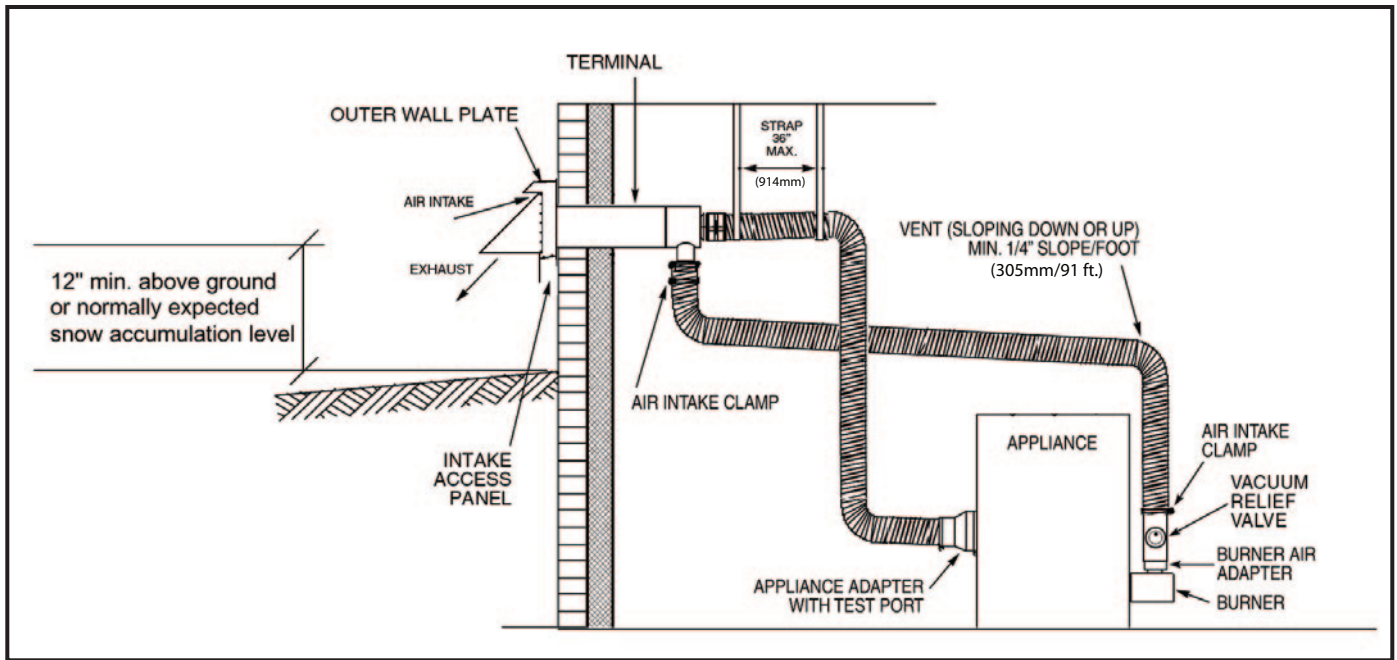 TERMINAL
OUTER WALL PLATE
STRAP
36"
MAX.
(914mm)
AIR INTAKE
EXHAUST
VENT (SLOPING DOWN OR UP)
MIN. 1/4" SLOPE/FOOT
(305mm/91 ft.)
12" min. above ground
or normally expected
snow accumulation level
AIR INTAKE CLAMP
INTAKE
ACCESS
PANEL
APPLIANCE
AIR INTAKE
CLAMP
VACUUM
RELIEF
VALVE
BURNER AIR
ADAPTER
BURNER
APPLIANCE ADAPTER
WITH TEST PORT